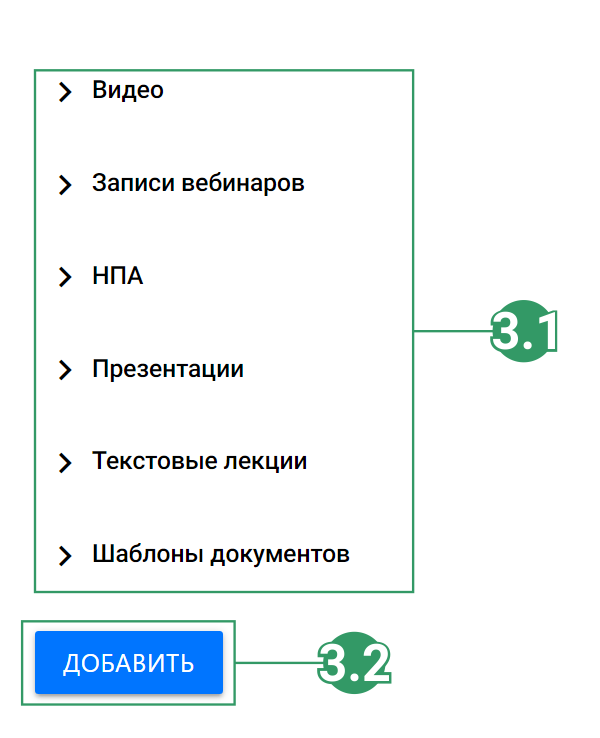 Видео
Записи вебинаров
НПА
3.1
Презентации
Текстовые лекции
Шаблоны документов
ДОБАВИТЬ
3.2